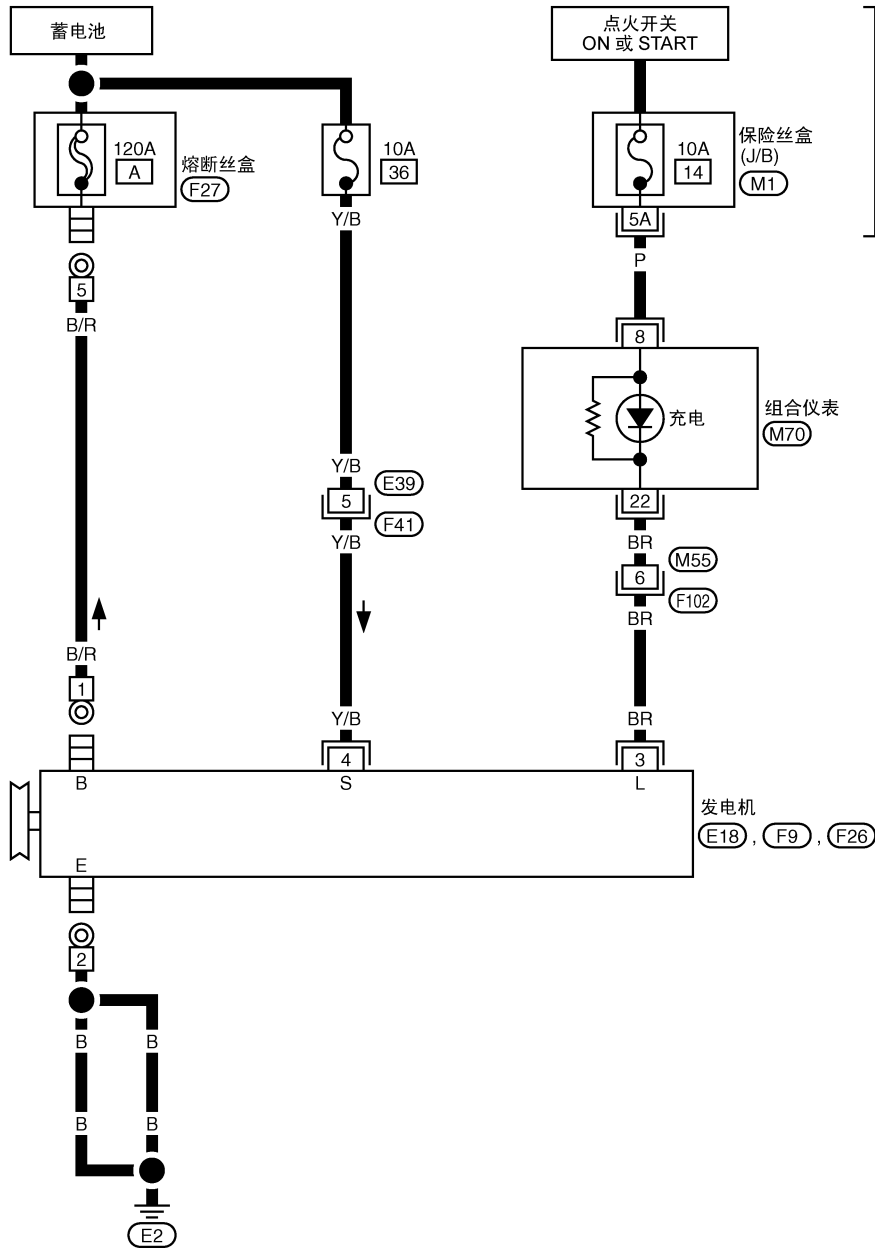 蓄电池
点火开关
ON 或 START
120A
A
熔断丝盒
F27
10A
36
10A
14
保险丝盒
(J/B)
M1
5A
Y/B
P
5
B/R
8
充电
组合仪表
M70
Y/B
5
E39
F41
Y/B
22
BR
6
M55
F102
BR
B/R
1
Y/B
BR
4
3
B
S
L
发电机
E18 , F9 , F26
E
2
B
B
B
B
E2